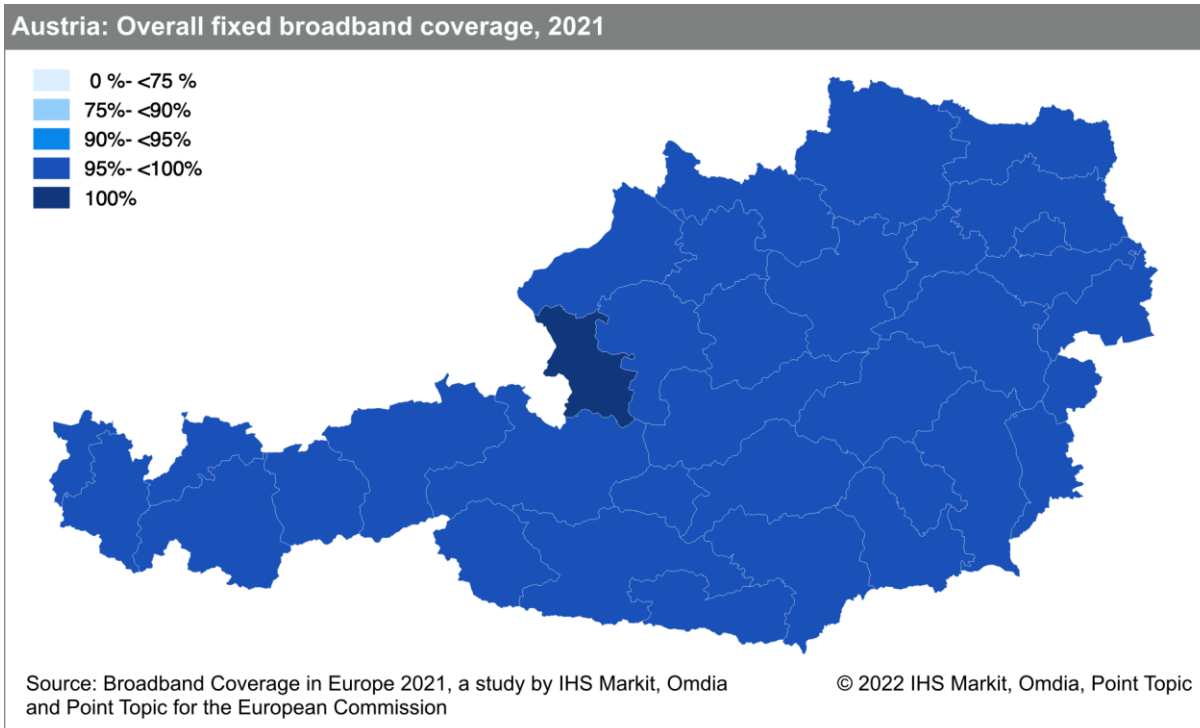 Austria: Overall fixed broadband coverage, 2021
0 %- <75 %
75%- <90%
90%- <95%
95%- <100%
100%
Source: Broadband Coverage in Europe 2021, a study by IHS Markit, Omdia
and Point Topic for the European Commission
© 2022 IHS Markit, Omdia, Point Topic